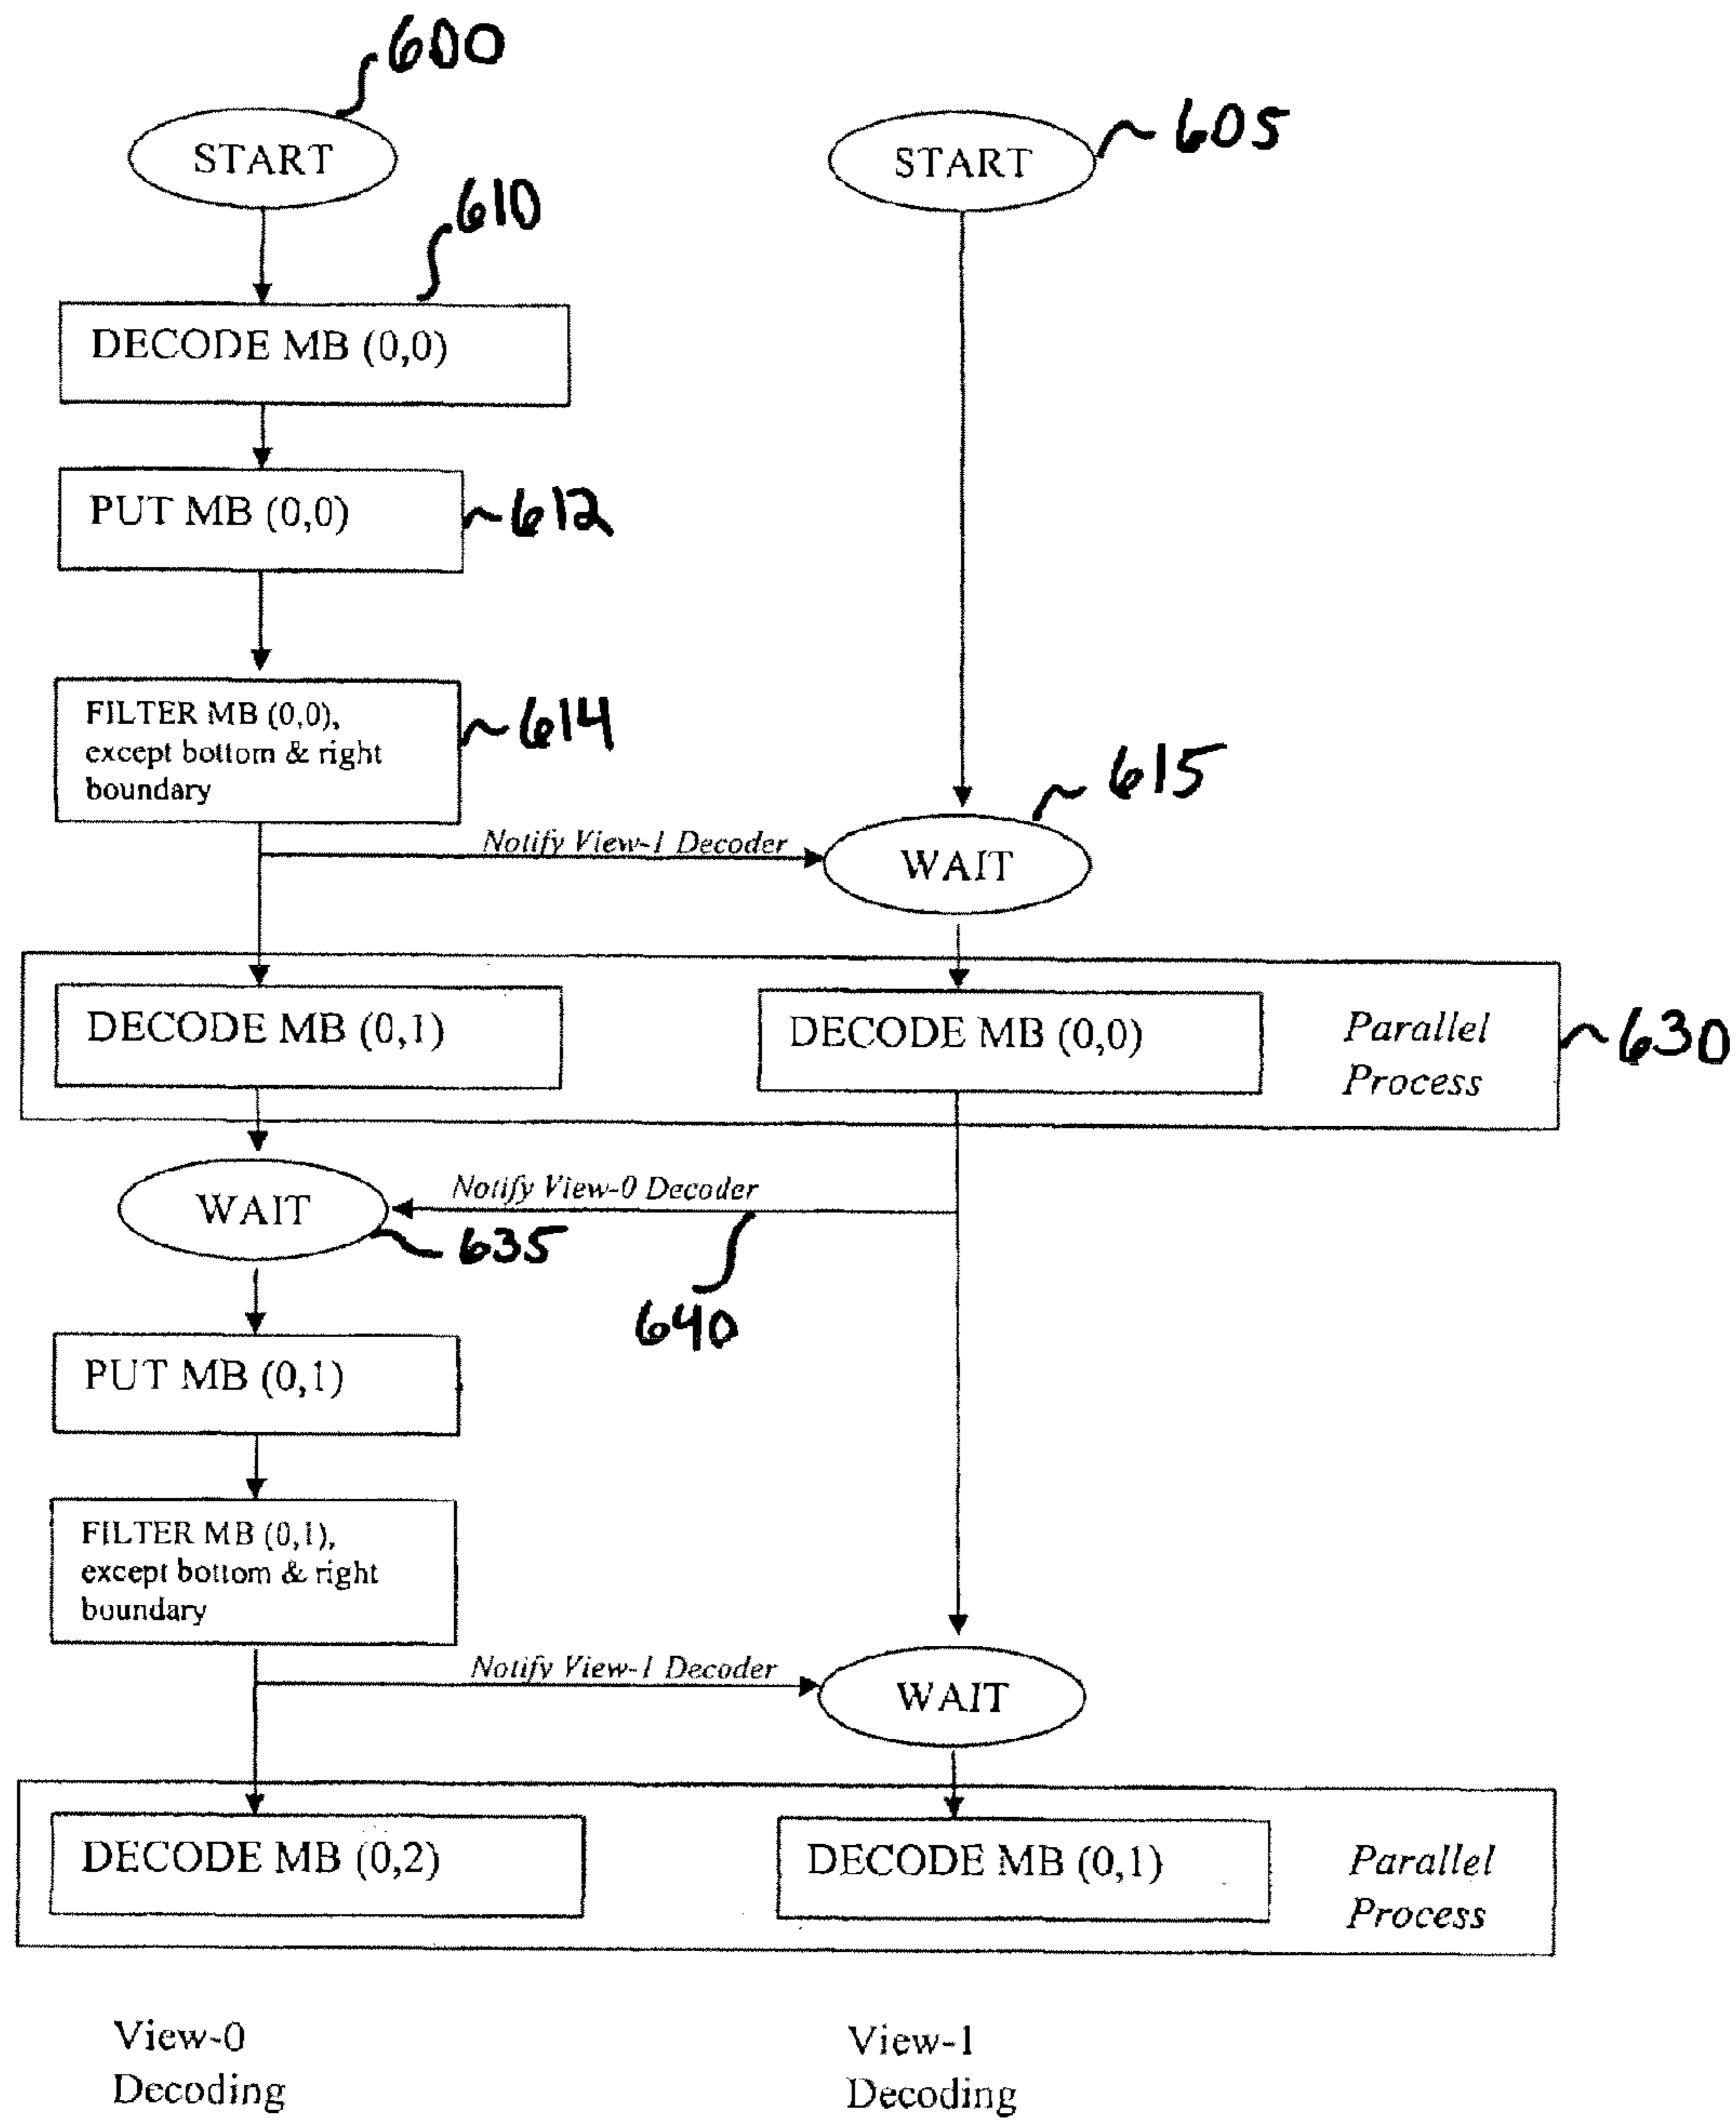 600
START
START
605
610
DECODE MB (0,0)
PUT MB (0,0)
612
FILTER MB (0,0),
except bottom & right
boundary
614
615
Notify View-1 Decoder
WAIT
DECODE MB (0,1)
DECODE MB (0,0)
Parallel
Process
630
WAIT
Notify View-0 Decoder
635
640
PUT MB (0,1)
FILTER MB (0,1),
except bottom & right
boundary
Notify View-1 Decoder
WAIT
DECODE MB (0,2)
DECODE MB (0,1)
Parallel
Process
View-0
Decoding
View-1
Decoding